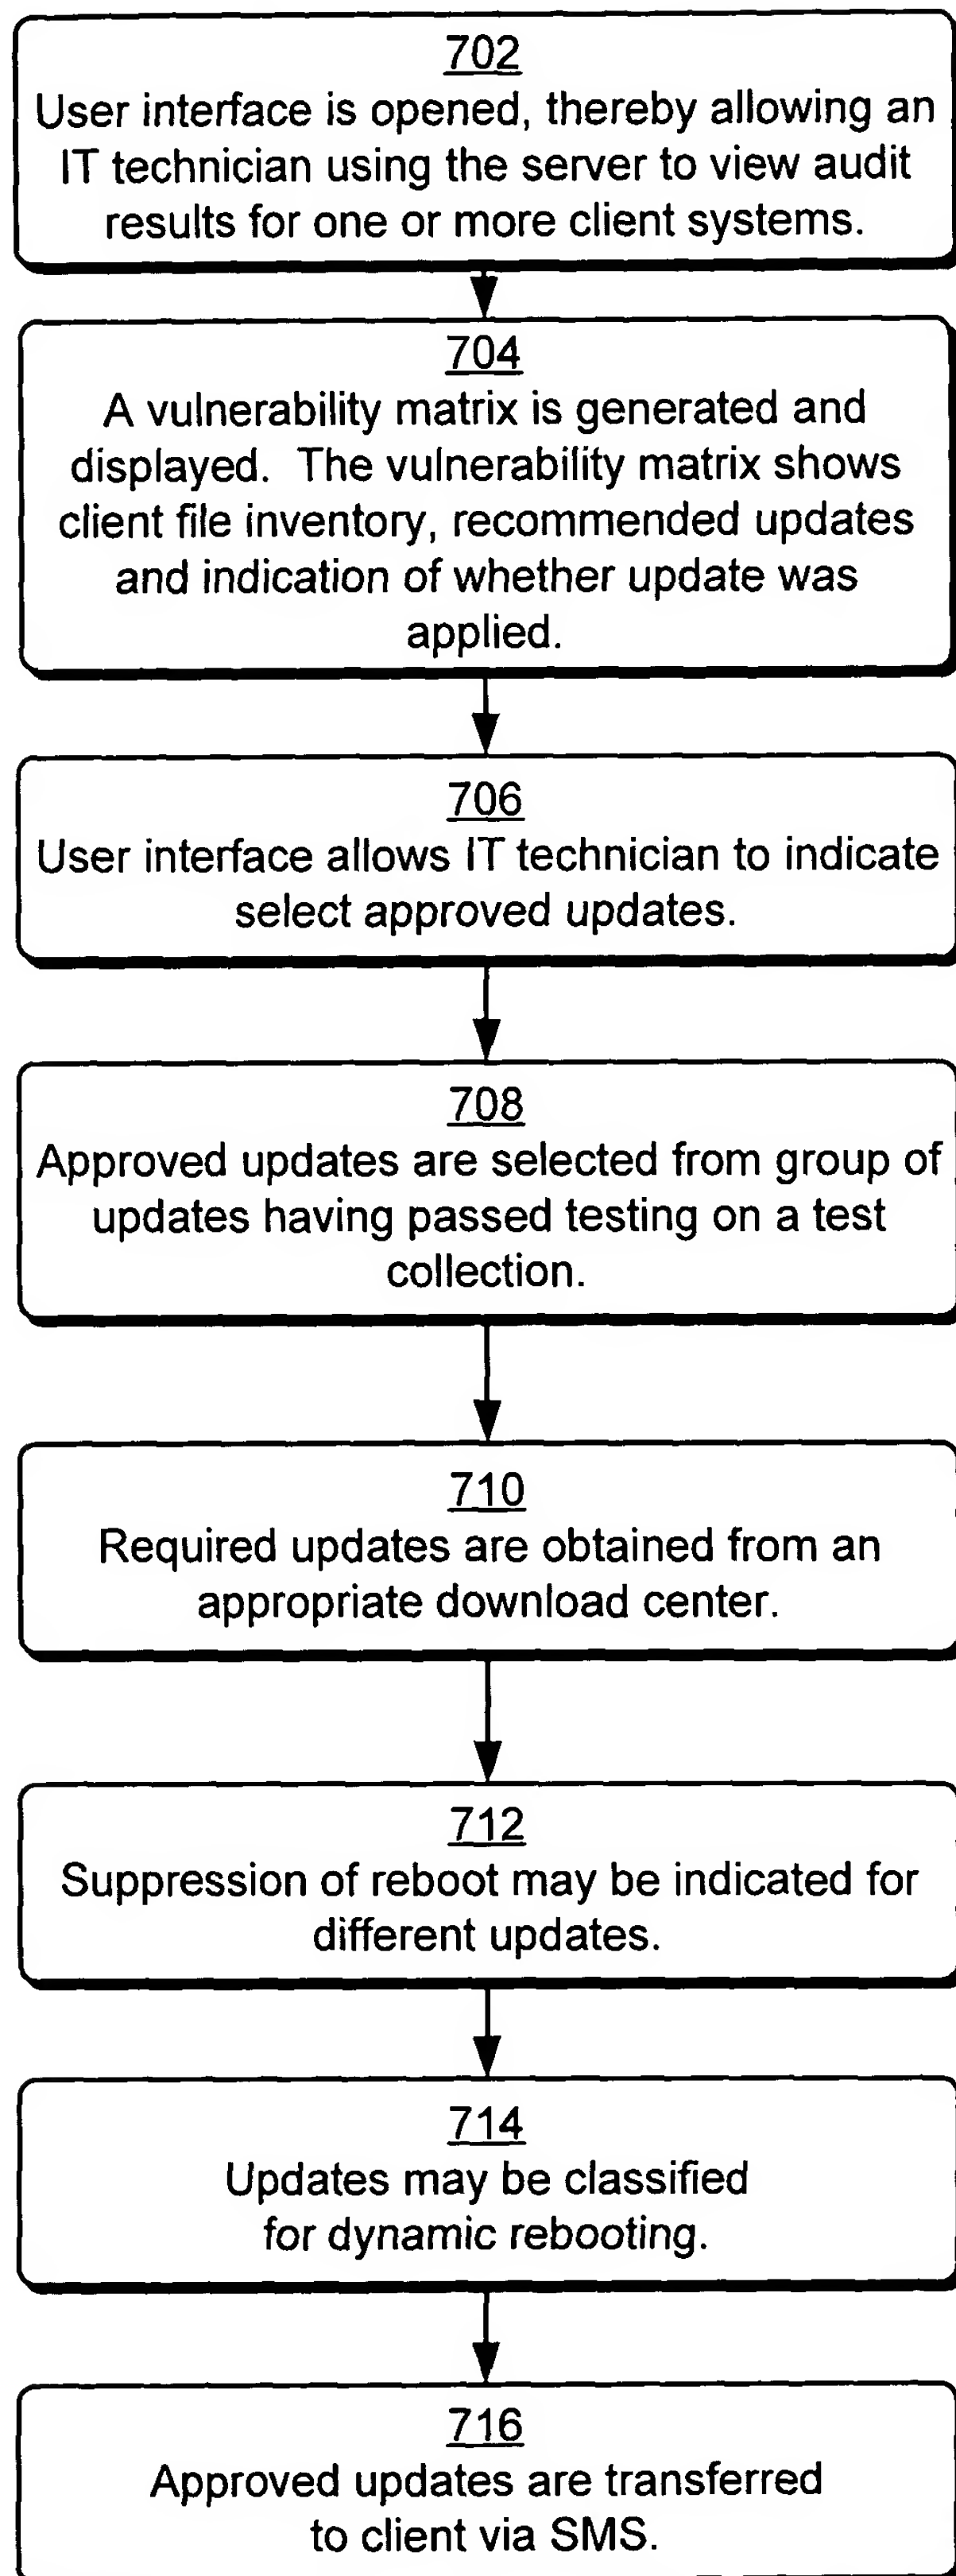 702
User interface is opened, thereby allowing an
IT technician using the server to view audit
results for one or more client systems.
704
A vulnerability matrix is generated and
displayed. The vulnerability matrix shows
client file inventory, recommended updates
and indication of whether update was
applied.
706
User interface allows IT technician to indicate
select approved updates.
708
Approved updates are selected from group of
updates having passed testing on a test
collection.
710
Required updates are obtained from an
appropriate download center.
712
Suppression of reboot may be indicated for
different updates.
714
Updates may be classified
for dynamic rebooting.
716
Approved updates are transferred
to client via SMS.